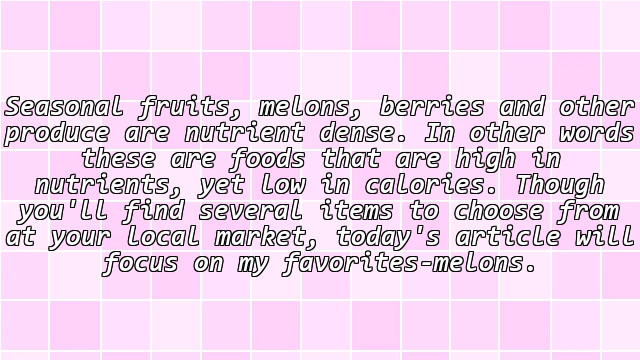 Seasonal fruits, melons, berries and other
produce are nutrient dense. In other words
these are foods that are high in
nutrients, yet low in calories. Though
you'll find several items to choose from
at your local market, today's article will
focus on my favorites-melons.